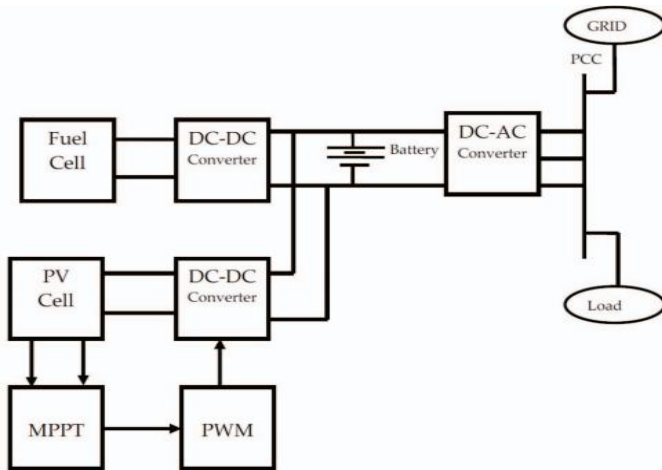 GRID
PCC
Fuel
Cell
DC-DC
Converter
Battery
DC-AC
Converter
PV
Cell
DC-DC
Converter
Load
MPPT
PWM